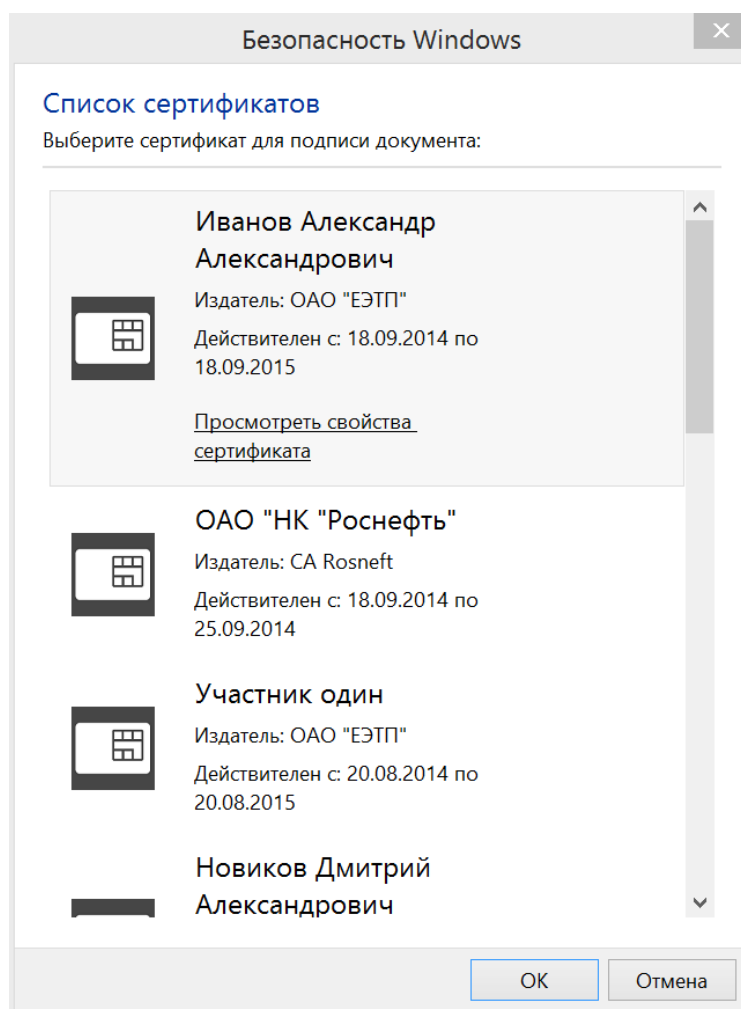 Безопасность Windows
Список сертификатов
Выберите сертификат для подписи документа:
Иванов Александр
Александрович
Издатель: ОАО "ЕЭТП"
Действителен с: 18.09.2014 по
18.09.2015
Просмотреть свойства
сертификата
ОАО "НК "Роснефть"
Издатель: CA Rosneft
Действителен с: 18.09.2014 по
25.09.2014
Участник один
Издатель: ОАО "ЕЭТП"
Действителен с: 20.08.2014 по
20.08.2015
Новиков Дмитрий
Александрович
ОК
Отмена